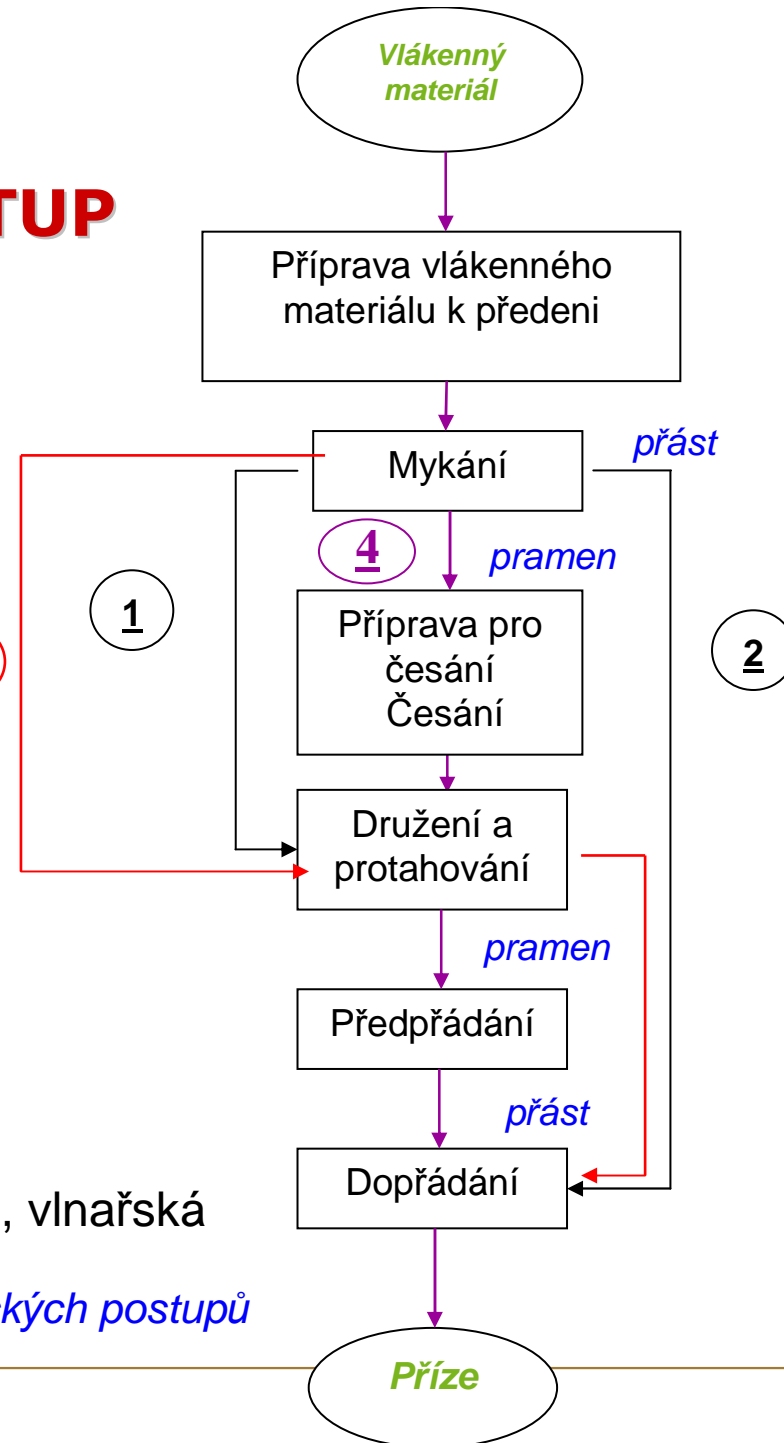 Vlákenný
materiál
TUP
Příprava vlákenného
materiálu k předeni
Mykání
přást
4
pramen
1
Příprava pro
česání
Česání
2
Družení a
protahování
pramen
Předpřádání
přást
Dopřádání
, vlnařská
ckých postupů
Příze